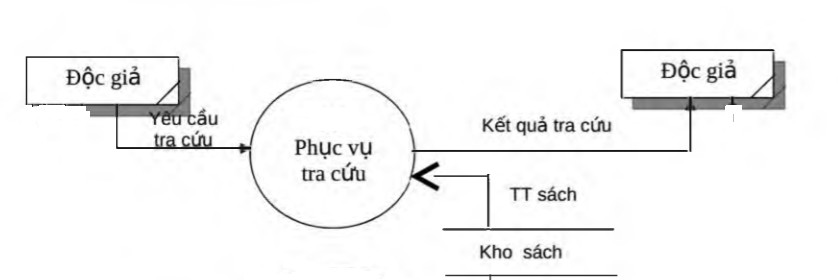 Độc giả
Độc giả
Yêu cầu
tra cứu
Kết quả tra cứu
Phục vụ
tra cứu
TT sách
Kho sách